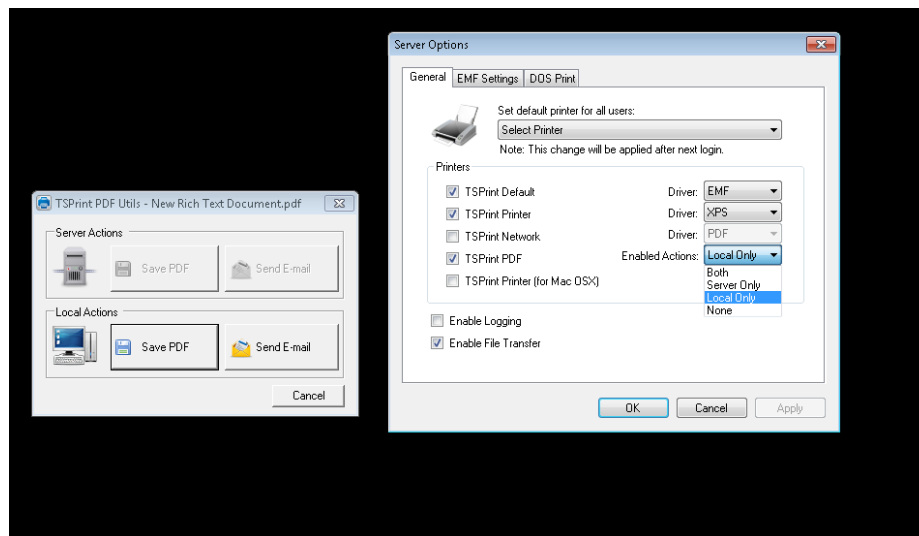 TSPrint PDF Utils - New Rich Text Document.pdf
Server Actions
Save PDF
Send E-mail
Local Actions
Save PDF
Send E-mail
Cancel
Server Options
General
EMF Settings
DOS Print
Set default printer for all users:
Select Printer
Note: This change will be applied after next login.
Printers
TSPrint Default Driver: EMF
TSPrint Printer Driver: XPS
TSPrint Network Driver: PDF
TSPrint PDF Enabled Actions: Local Only
Both
TSPrint Printer (for Mac OSX) Server Only
Local Only
None
Enable Logging
Enable File Transfer
OK
Cancel
Apply